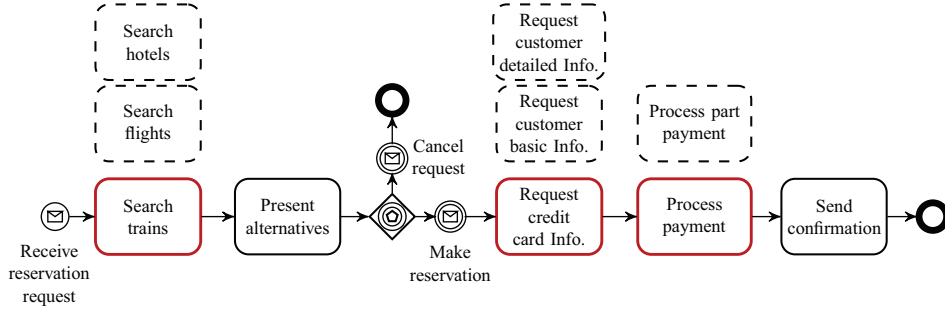 Search
hotels
Search
flights
Request
customer
detailed Info.
Request
customer
basic Info.
Process part
payment
Cancel
request
Search
trains
Present
alternatives
Request
credit
card Info.
Process
payment
Send
confirmation
Receive
reservation
request
Make
reservation